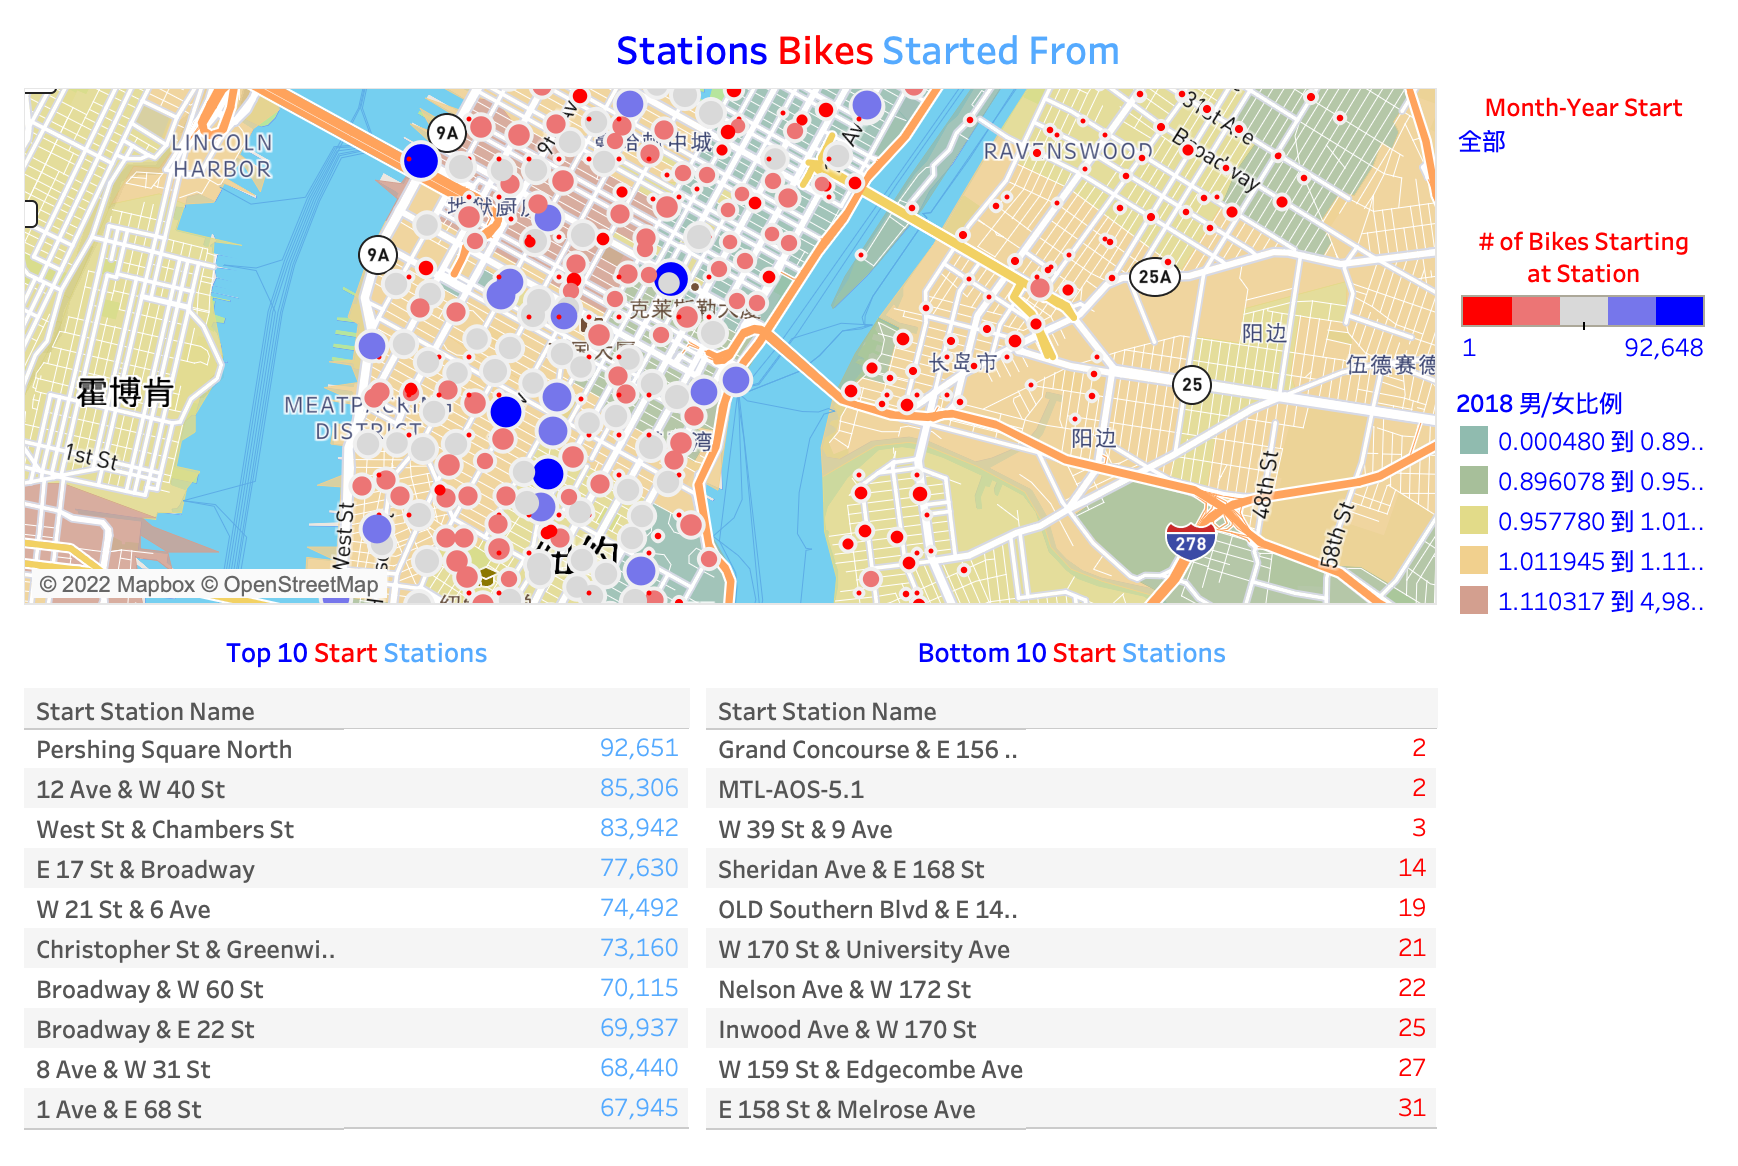 Stations Bikes Started From
LINCOLN
HARBOR
9A
9A
RAVENSWOOD
31st Ave
Broadway
25A
克莱斯勒大厦
长岛市
阳边
伍德赛德
25
霍博肯
MEATPACKING
DISTRICT
湾
阳边
1st St
West St
48th St
58th St
278
© 2022 Mapbox © OpenStreetMap
Month-Year Start
全部
# of Bikes Starting
at Station
1 92,648
2018 男/女比例
0.000480 到 0.89..
0.896078 到 0.95..
0.957780 到 1.01..
1.011945 到 1.11..
1.110317 到 4,98..
Top 10 Start Stations
Start Station Name
Pershing Square North 92,651
12 Ave & W 40 St 85,306
West St & Chambers St 83,942
E 17 St & Broadway 77,630
W 21 St & 6 Ave 74,492
Christopher St & Greenwi.. 73,160
Broadway & W 60 St 70,115
Broadway & E 22 St 69,937
8 Ave & W 31 St 68,440
1 Ave & E 68 St 67,945
Bottom 10 Start Stations
Start Station Name
Grand Concourse & E 156 .. 2
MTL-AOS-5.1 2
W 39 St & 9 Ave 3
Sheridan Ave & E 168 St 14
OLD Southern Blvd & E 14.. 19
W 170 St & University Ave 21
Nelson Ave & W 172 St 22
Inwood Ave & W 170 St 25
W 159 St & Edgecombe Ave 27
E 158 St & Melrose Ave 31